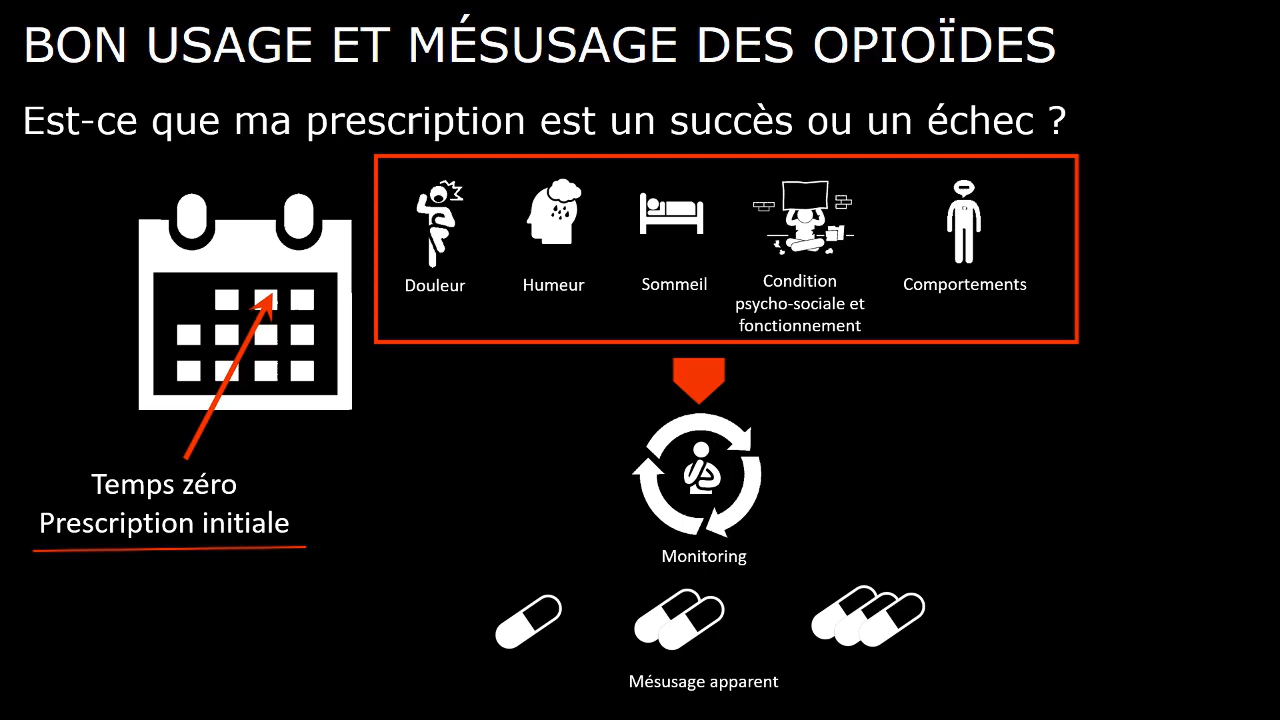 BON USAGE ET MÉSUSAGE DES OPIOÏDES
Est-ce que ma prescription est un succès ou un échec ?
Douleur
Humeur
Sommeil
Condition
psycho-sociale et
fonctionnement
Comportements
Temps zéro
Prescription initiale
Monitoring
Mésusage apparent